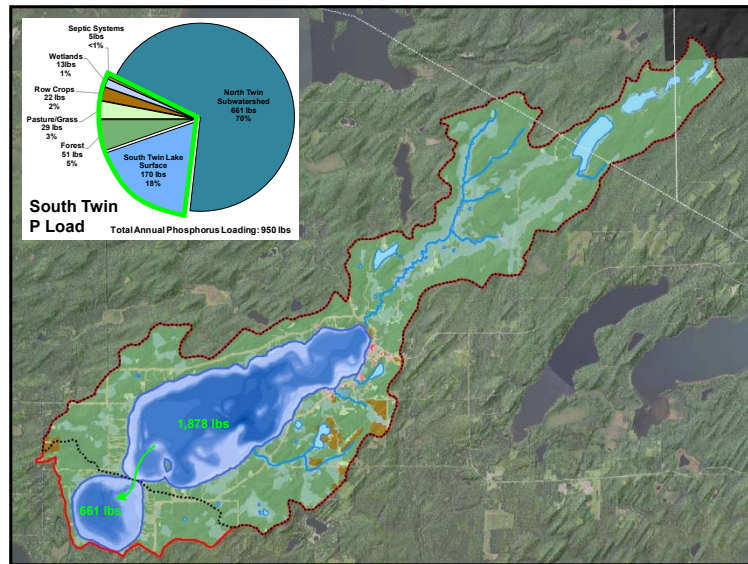 Septic Systems
5lbs
<1%
Wetlands
13lbs
1%
Row Crops
22 lbs
2%
Pasture/Grass
29 lbs
3%
Forest
51 lbs
5%
South Twin Lake
Surface
170 lbs
18%
North Twin
Subwatershed
661 lbs
70%
South Twin
P Load
Total Annual Phosphorus Loading: 950 lbs
1,878 lbs
661 lbs